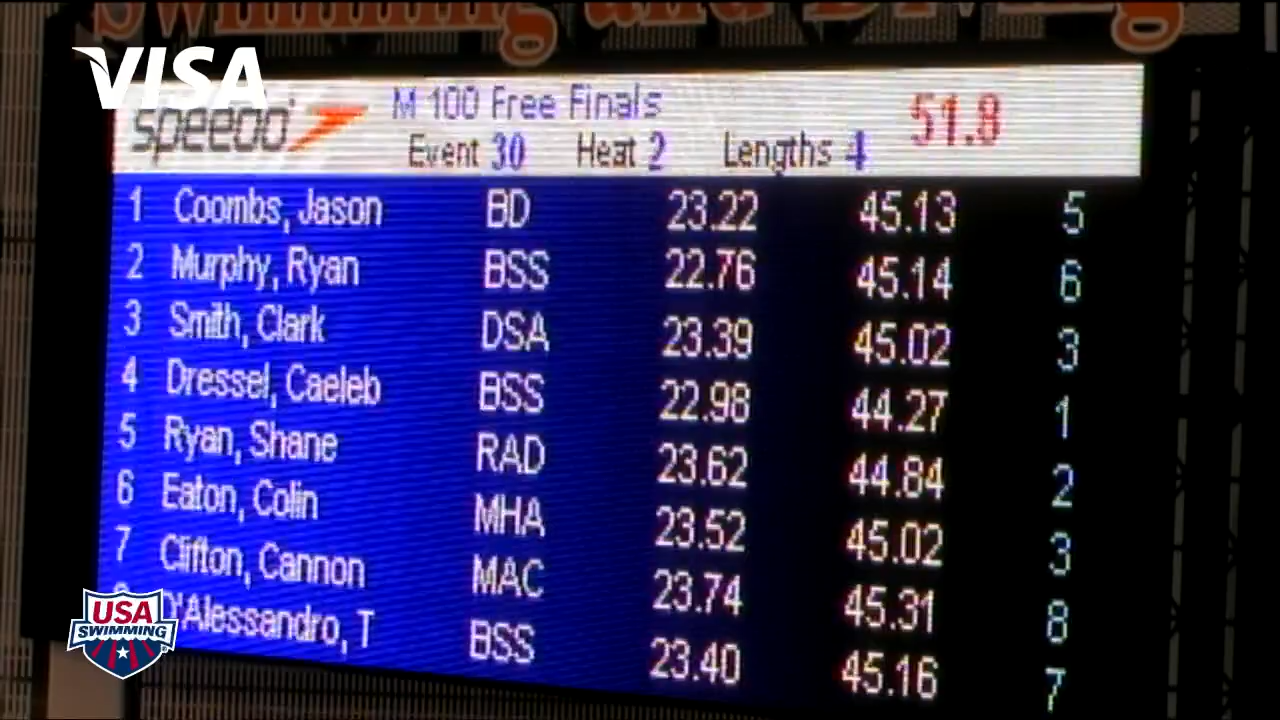 Swimming and Diving
VISA
speedo
M 100 Free Finals
51.8
Event 30 Heat 2 Lengths 4
1 Coombs, Jason BD 23.22 45.13 5
2 Murphy, Ryan BSS 22.76 45.14 6
3 Smith, Clark DSA 23.39 45.02 3
4 Dressel, Caeleb BSS 22.98 44.27 1
5 Ryan, Shane RAD 23.62 44.84 2
6 Eaton, Colin MHA 23.52 45.02 3
7 Clifton, Cannon MAC 23.74 45.31 8
D'Alessandro, T BSS 23.40 45.16 7
USA
SWIMMING